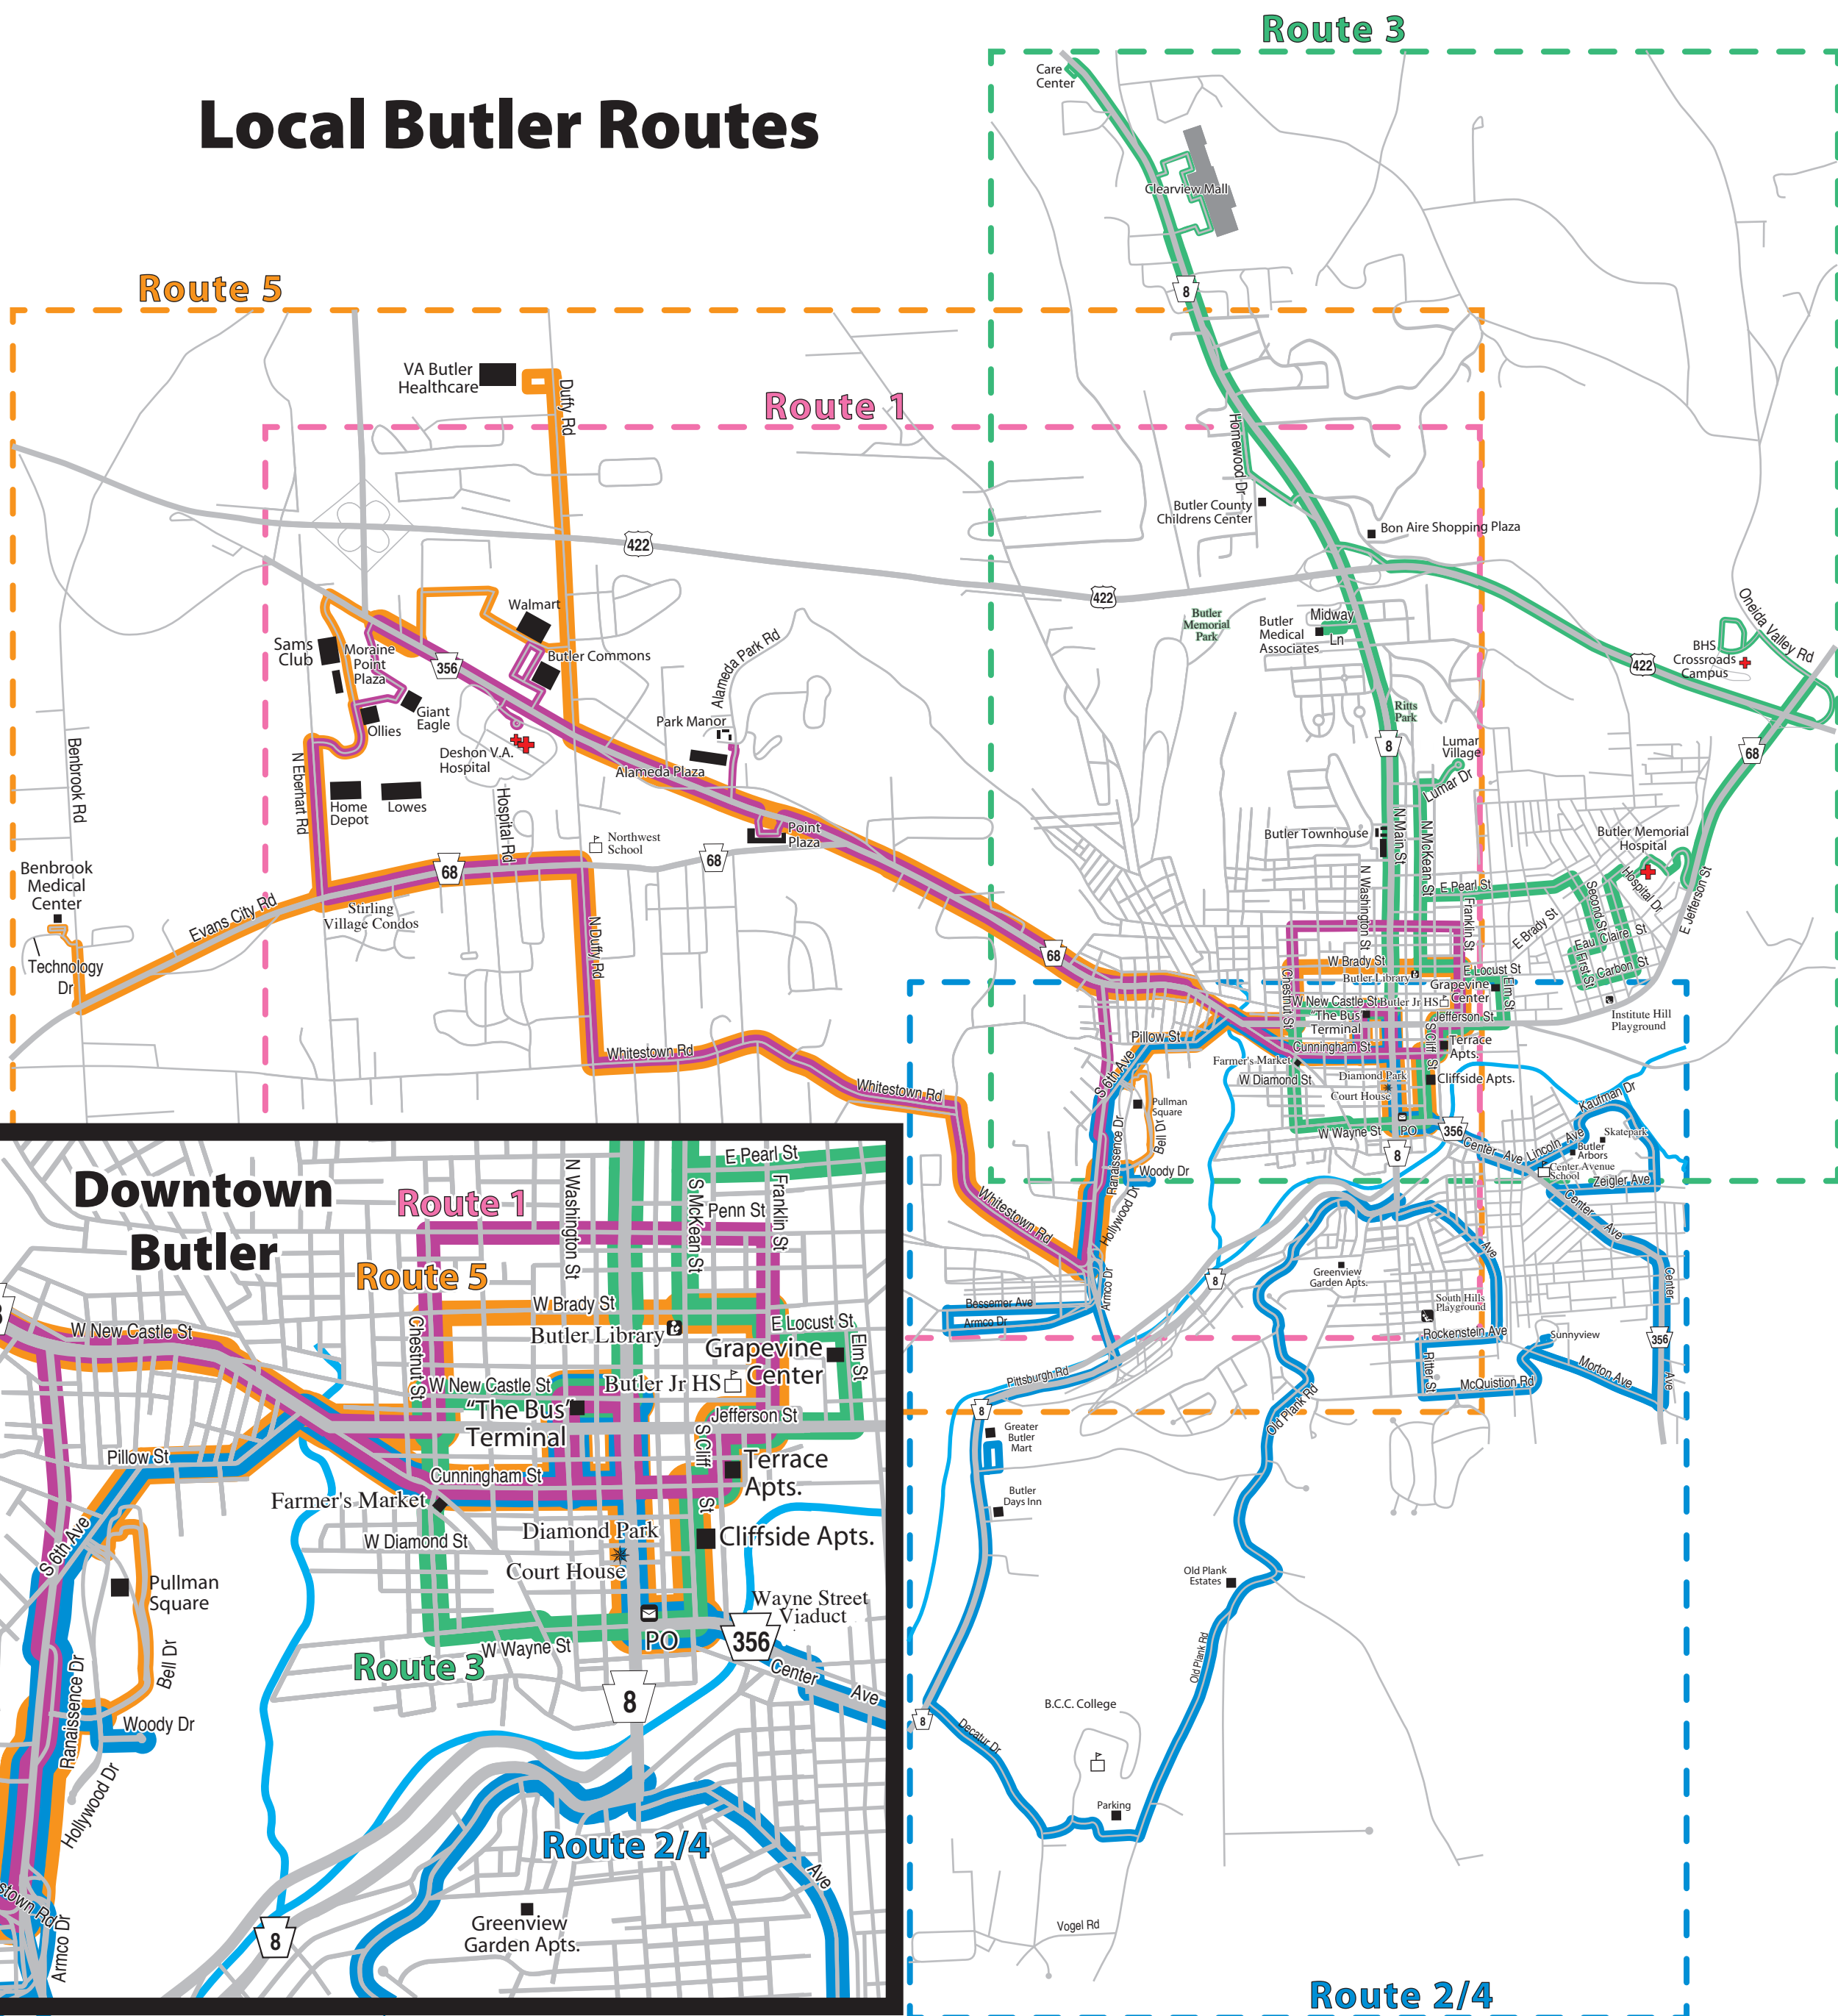 Local Butler Routes
Route 3
Care
Center
Clearview Mall
8
Route 5
VA Butler
Healthcare
Duffy Rd
Route 1
Homewood Dr
Butler County
Childrens Center
Bon Aire Shopping Plaza
422
422
Butler
Memorial
Park
Butler
Medical
Associates
Midway
Ln
Oneida Valley Rd
BHS
Crossroads
Campus
422
68
Walmart
Sams
Club
Moraine
Point
Plaza
356
Butler Commons
Giant
Eagle
Ollies
Deshon V.A.
Hospital
Alameda Park Rd
Park Manor
Alameda Plaza
Point
Plaza
Ritts
Park
8
Lumar
Village
Lumar Dr
Benbrook Rd
N Eberhart Rd
Home
Depot
Lowes
Hospital Rd
Northwest
School
68
68
Butler Townhouse
N Main St
N McKean St
N Washington St
Butler Memorial
Hospital
Hospital Dr
E Jefferson St
E Pearl St
Second St
Franklin St
E Brady St
Eau Claire St
First St
Carbon St
Institute Hill
Playground
Benbrook
Medical
Center
Technology
Dr
Evans City Rd
Stirling
Village Condos
N Duffy Rd
Whitestown Rd
Whitestown Rd
Whitestown Rd
68
W Brady St
Butler Library
E Locust St
Grapevine
Center
Elm St
Chestnut St
W New Castle St
Butler Jr HS
"The Bus"
Terminal
Jefferson St
S Cliff St
Terrace
Apts.
Cunningham St
Farmer's Market
W Diamond St
Diamond Park
Court House
Cliffside Apts.
W Wayne St
PO
356
8
Pillow St
S 6th Ave
Pullman
Square
Bell Dr
Ranaissence Dr
Woody Dr
Hollywood Dr
Armco Dr
Center Ave
Lincoln Ave
Kaufman Dr
Skatepark
Butler
Arbors
Center Avenue
School
Zeigler Ave
Center
Ave
Center
Ave
356
Ave
Bessemer Ave
Armco Dr
8
Greenview
Garden Apts.
South Hills
Playground
Rockenstein Ave
Ritter St
Sunnyview
Morton Ave
McQuistion Rd
Pittsburgh Rd
8
Greater
Butler
Mart
Butler
Days Inn
Old Plank Rd
Old Plank
Estates
Old Plank Rd
B.C.C. College
8
Decatur Dr
Parking
Vogel Rd
Route 2/4
Downtown
Butler
Route 1
Route 5
N Washington St
E Pearl St
S McKean St
Penn St
Franklin St
W Brady St
Butler Library
E Locust St
Grapevine
Center
Elm St
W New Castle St
Chestnut St
W New Castle St
Butler Jr HS
"The Bus"
Terminal
Jefferson St
S Cliff
St
Terrace
Apts.
Pillow St
Cunningham St
Farmer's Market
W Diamond St
Diamond Park
Court House
Cliffside Apts.
S 6th Ave
Pullman
Square
Wayne Street
Viaduct
PO
356
W Wayne St
Route 3
8
Center
Ave
Bell Dr
Ranaissence Dr
Woody Dr
Hollywood Dr
stown Rd
Armco Dr
8
Route 2/4
Ave
Greenview
Garden Apts.